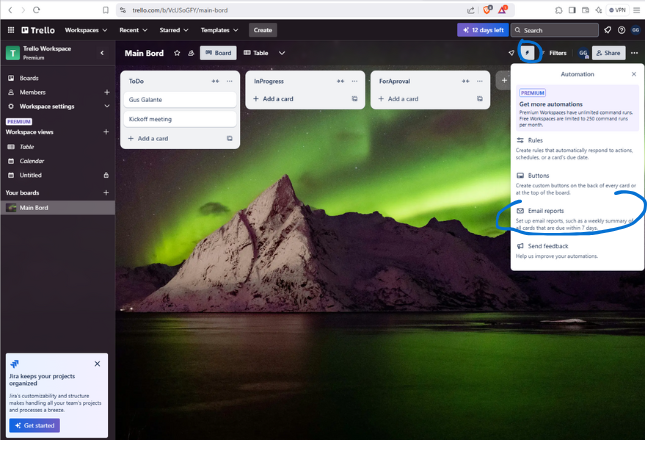 trello.com/b/VcUSoGFY/main-bord
VPN
Trello Workspaces Recent Starred Templates Create 12 days left Search GG
T Trello Workspace
Premium
Main Bord Board Table Filters GG Share
Boards
Members
Workspace settings
PREMIUM
Workspace views
Table
Calendar
Untitled
Your boards
Main Bord
ToDo
Gus Galante
Kickoff meeting
+ Add a card
InProgress
+ Add a card
ForAproval
+ Add a card
Automation
PREMIUM
Get more automations
Premium Workspaces have unlimited command runs.
Free Workspaces are limited to 250 command runs
per month.
Rules
Create rules that automatically respond to actions,
schedules, or a card's due date.
Buttons
Create custom buttons on the back of every card or
at the top of the board.
Email reports
Set up email reports, such as a weekly summary of
all cards that are due within 7 days.
Send feedback
Help us improve your automations.
Jira keeps your projects
organized
Jira's customizability and structure
makes handling all your team's projects
and processes a breeze.
Get started